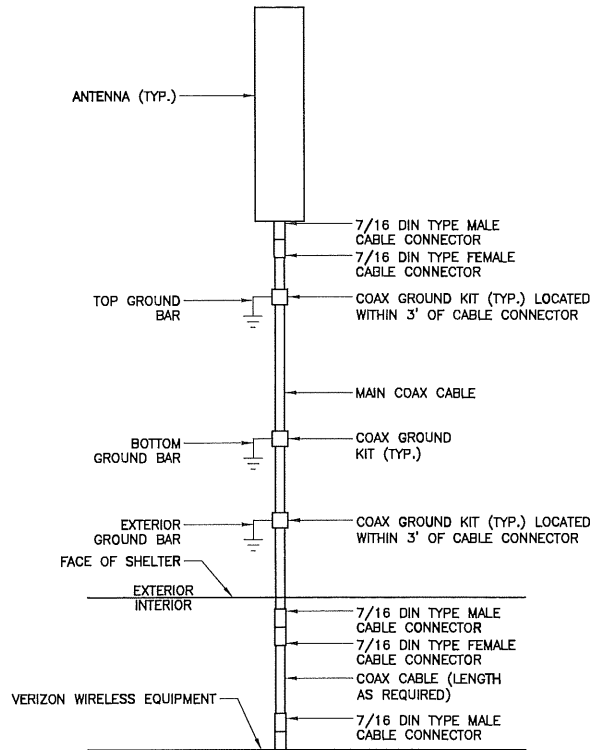 ANTENNA (TYP.)
7/16 DIN TYPE MALE
CABLE CONNECTOR
7/16 DIN TYPE FEMALE
CABLE CONNECTOR
TOP GROUND
BAR
COAX GROUND KIT (TYP.) LOCATED
WITHIN 3' OF CABLE CONNECTOR
MAIN COAX CABLE
BOTTOM
GROUND BAR
COAX GROUND
KIT (TYP.)
EXTERIOR
GROUND BAR
COAX GROUND KIT (TYP.) LOCATED
WITHIN 3' OF CABLE CONNECTOR
FACE OF SHELTER
EXTERIOR
INTERIOR
7/16 DIN TYPE MALE
CABLE CONNECTOR
7/16 DIN TYPE FEMALE
CABLE CONNECTOR
COAX CABLE (LENGTH
AS REQUIRED)
VERIZON WIRELESS EQUIPMENT
7/16 DIN TYPE MALE
CABLE CONNECTOR